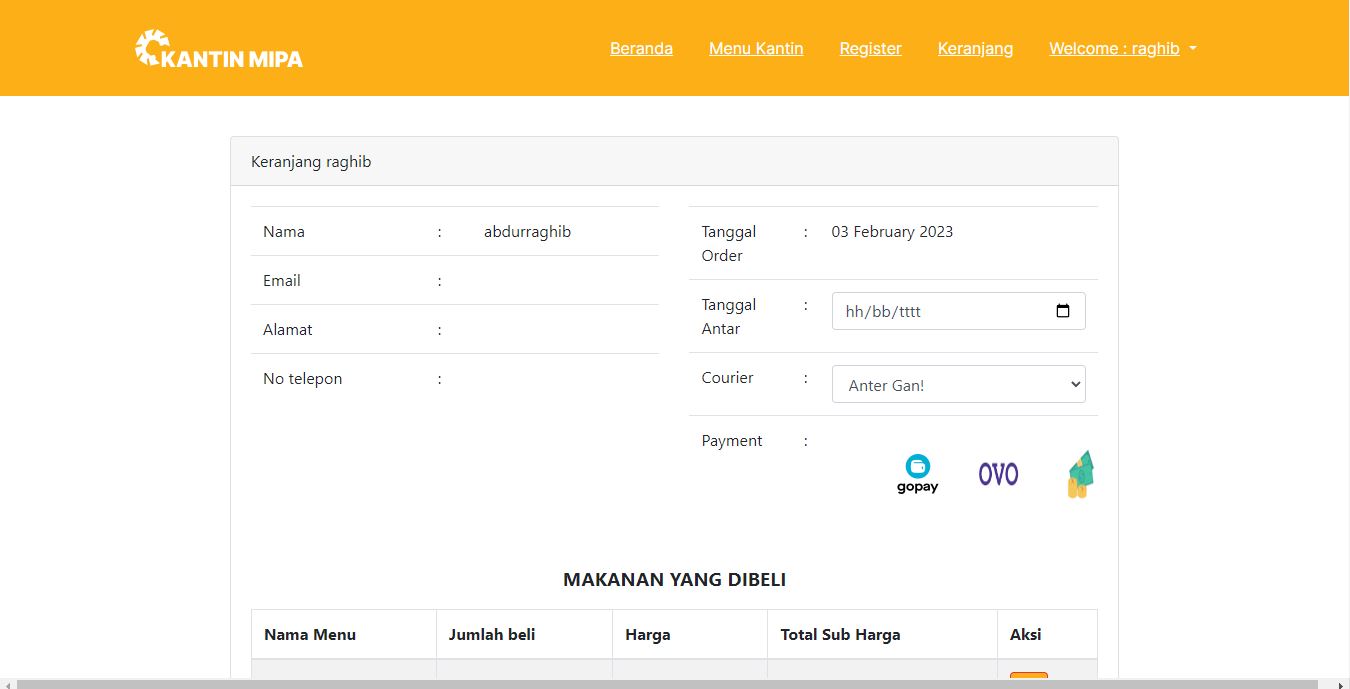 KANTIN MIPA
Beranda
Menu Kantin
Register
Keranjang
Welcome : raghib
Keranjang raghib
Nama : abdurraghib
Email :
Alamat :
No telepon :
Tanggal Order : 03 February 2023
Tanggal Antar : hh/bb/tttt
Courier : Anter Gan!
Payment :
gopay
OVO
MAKANAN YANG DIBELI
Nama Menu
Jumlah beli
Harga
Total Sub Harga
Aksi